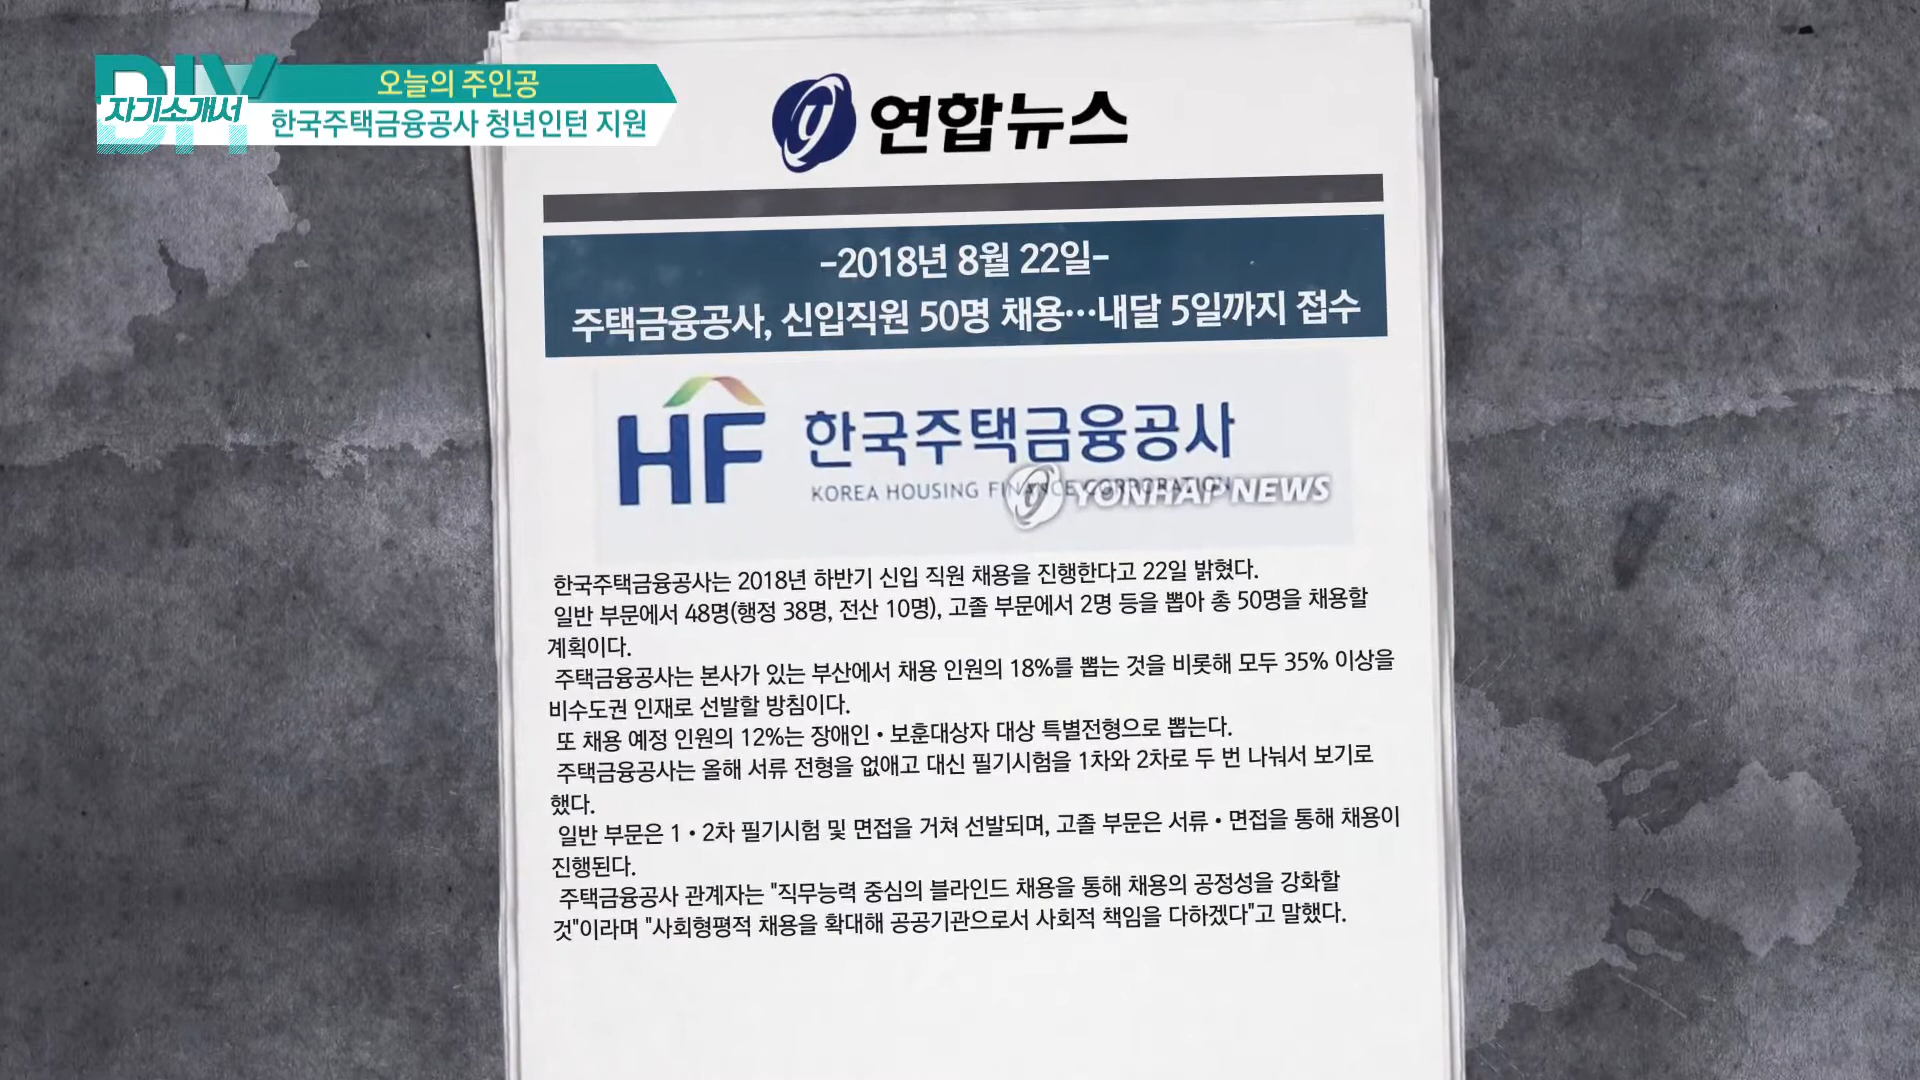 DIY
자기소개서
오늘의 주인공
한국주택금융공사 청년인턴 지원
연합뉴스
-2018년 8월 22일-
주택금융공사, 신입직원 50명 채용…내달 5일까지 접수
HF 한국주택금융공사
KOREA HOUSING FINANCE CORPORATION
YONHAP NEWS
한국주택금융공사는 2018년 하반기 신입 직원 채용을 진행한다고 22일 밝혔다.
일반 부문에서 48명(행정 38명, 전산 10명), 고졸 부문에서 2명 등을 뽑아 총 50명을 채용할
계획이다.
주택금융공사는 본사가 있는 부산에서 채용 인원의 18%를 뽑는 것을 비롯해 모두 35% 이상을
비수도권 인재로 선발할 방침이다.
또 채용 예정 인원의 12%는 장애인•보훈대상자 대상 특별전형으로 뽑는다.
주택금융공사는 올해 서류 전형을 없애고 대신 필기시험을 1차와 2차로 두 번 나눠서 보기로
했다.
일반 부문은 1•2차 필기시험 및 면접을 거쳐 선발되며, 고졸 부문은 서류•면접을 통해 채용이
진행된다.
주택금융공사 관계자는 "직무능력 중심의 블라인드 채용을 통해 채용의 공정성을 강화할
것"이라며 "사회형평적 채용을 확대해 공공기관으로서 사회적 책임을 다하겠다"고 말했다.